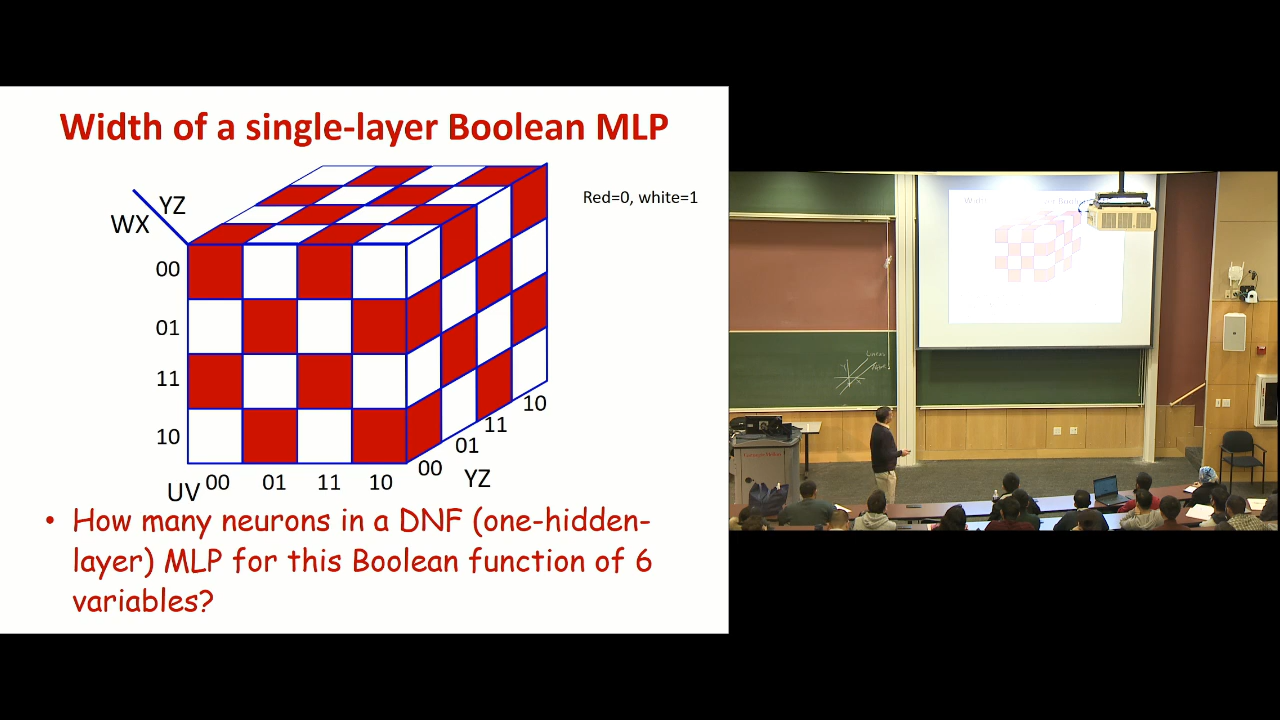 Width of a single-layer Boolean MLP
Red=0, white=1
YZ
WX
00
01
11
10
10
11
01
00
YZ
UV
00
01
11
10
• How many neurons in a DNF (one-hidden-
layer) MLP for this Boolean function of 6
variables?